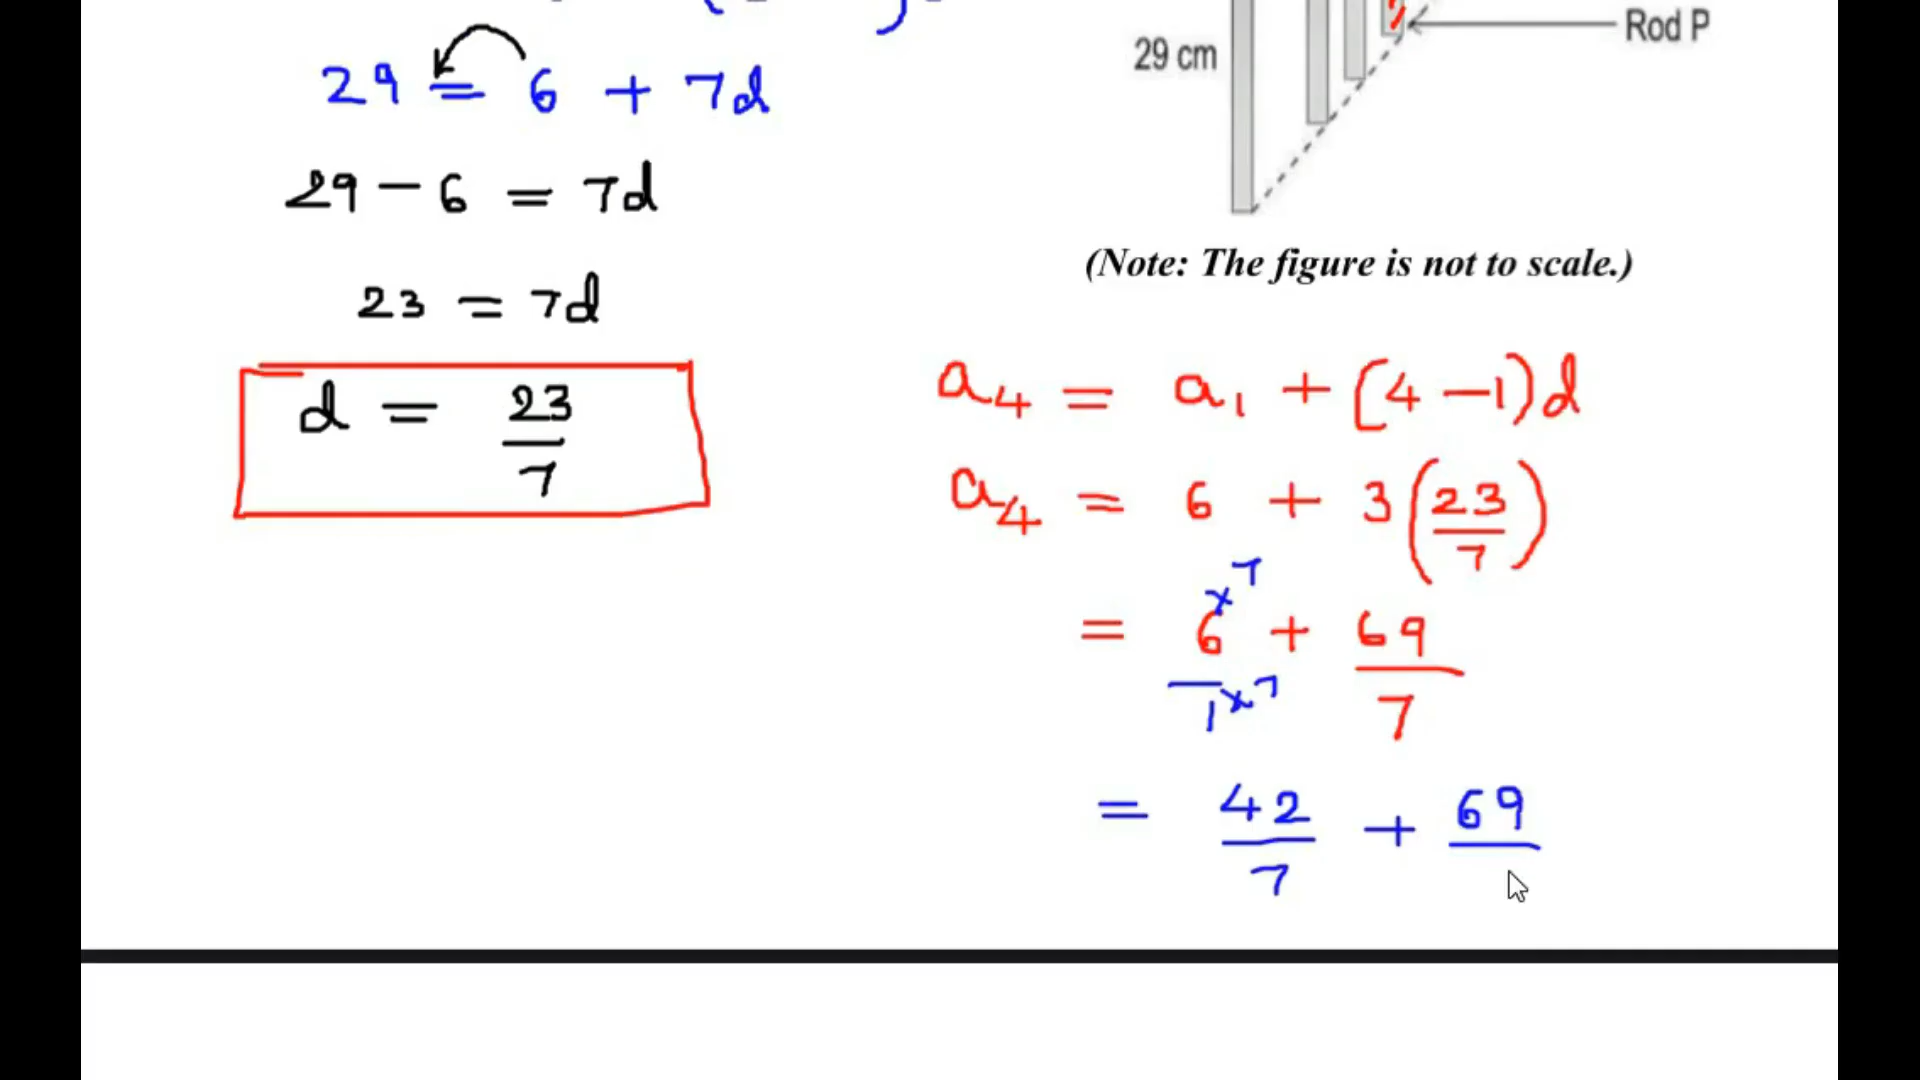 29 cm
Rod P
29 = 6 + 7d
29 - 6 = 7d
(Note: The figure is not to scale.)
23 = 7d
d = 23/7
a₄ = a₁ + (4 - 1)d
a₄ = 6 + 3(23/7)
= 6×7/1×7 + 69/7
= 42/7 + 69